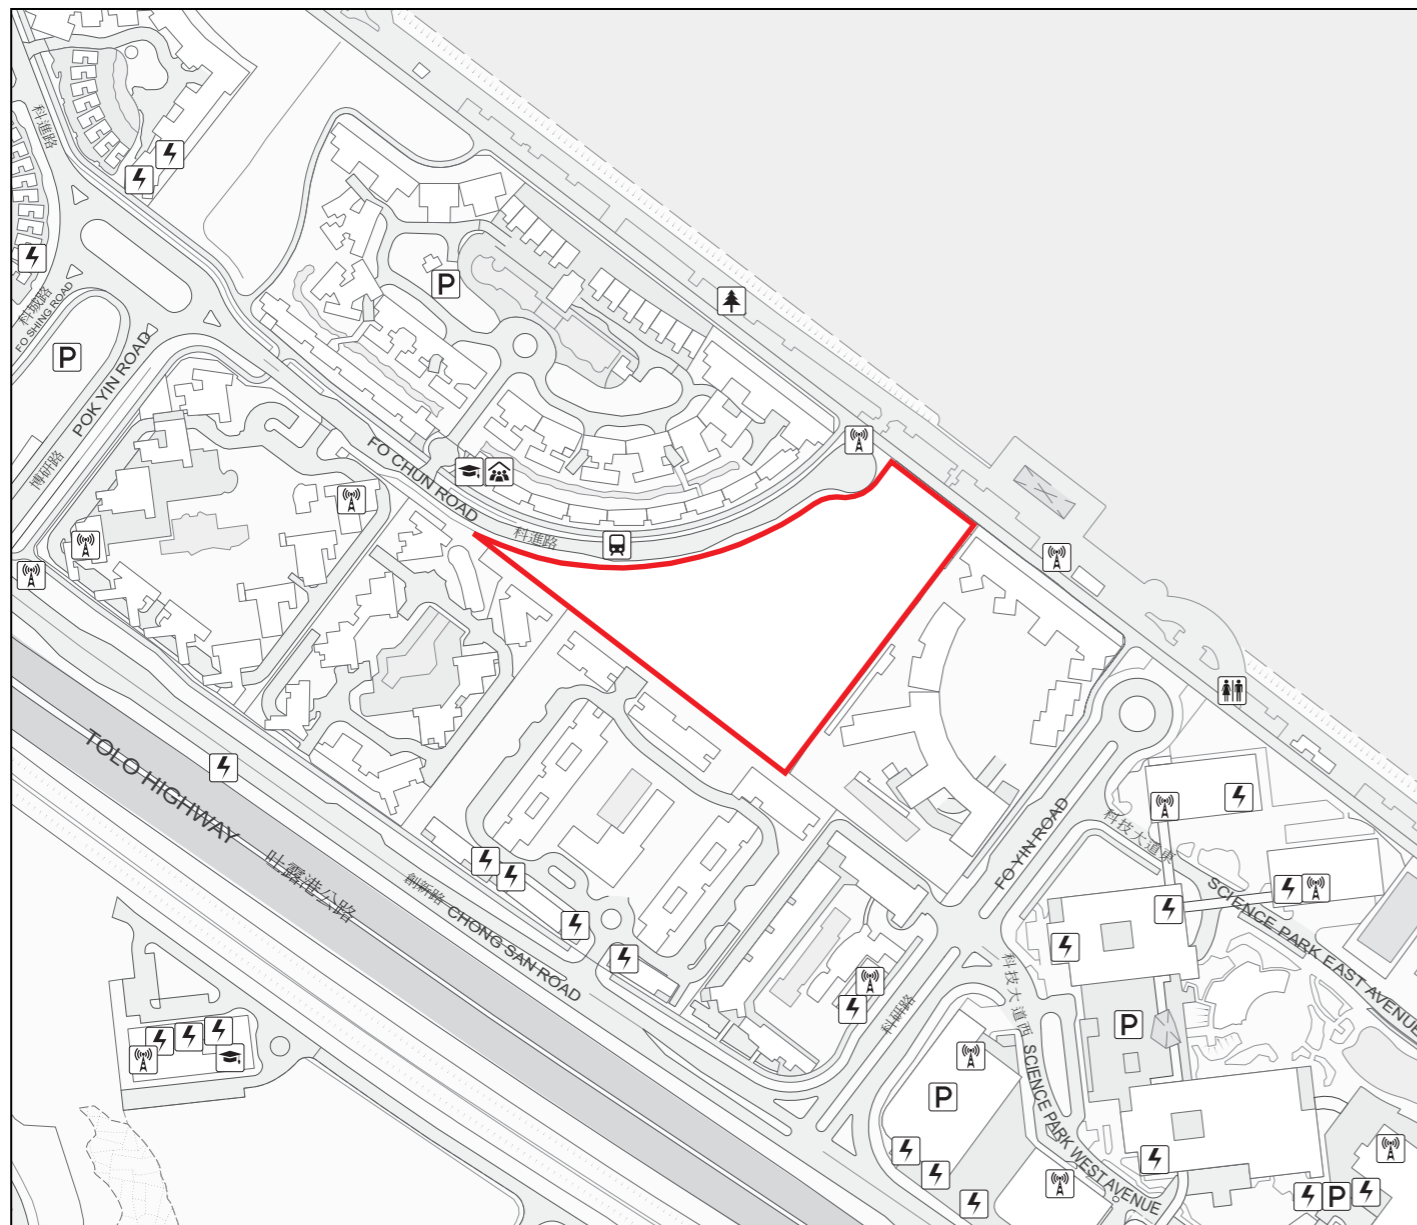 科進路
科城路
FO SHING ROAD
P
P
POK YIN ROAD
博研路
FO CHUN ROAD
科進路
TOLO HIGHWAY
吐露港公路
創新路
CHONG SAN ROAD
FO YIN ROAD
科技大道東
SCIENCE PARK EAST AVENUE
科研路
科技大道西
SCIENCE PARK WEST AVENUE
P
P
P